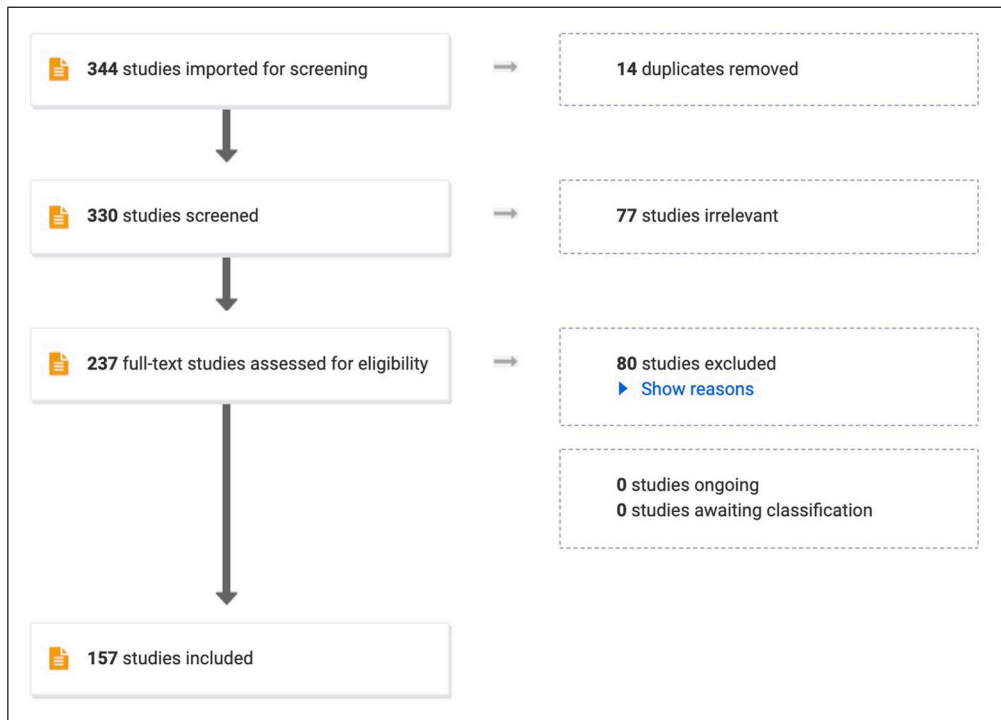 344 studies imported for screening
14 duplicates removed
330 studies screened
77 studies irrelevant
237 full-text studies assessed for eligibility
80 studies excluded
Show reasons
0 studies ongoing
0 studies awaiting classification
157 studies included